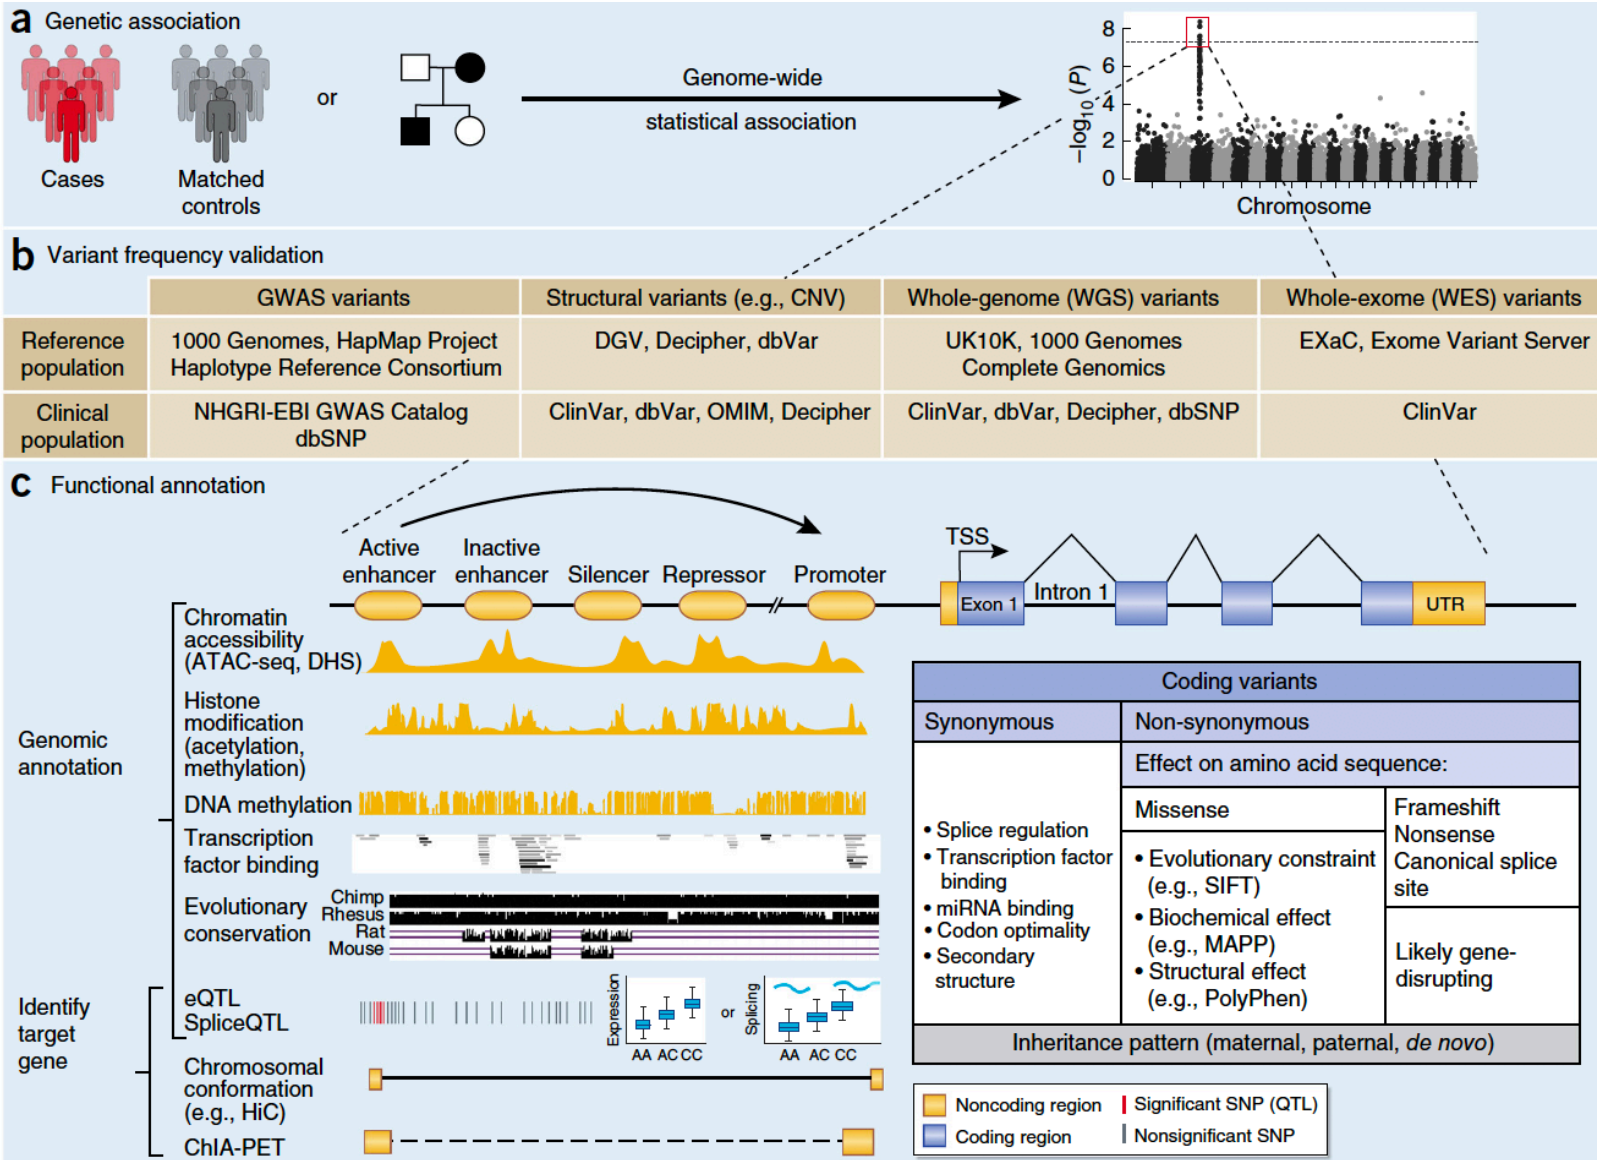 a Genetic association
Cases
Matched
controls
or
Genome-wide
statistical association
–log10 (P)
8
6
4
2
0
Chromosome
b Variant frequency validation
GWAS variants
Structural variants (e.g., CNV)
Whole-genome (WGS) variants
Whole-exome (WES) variants
Reference
population
1000 Genomes, HapMap Project
Haplotype Reference Consortium
DGV, Decipher, dbVar
UK10K, 1000 Genomes
Complete Genomics
EXaC, Exome Variant Server
Clinical
population
NHGRI-EBI GWAS Catalog
dbSNP
ClinVar, dbVar, OMIM, Decipher
ClinVar, dbVar, Decipher, dbSNP
ClinVar
c Functional annotation
Active
enhancer
Inactive
enhancer
Silencer
Repressor
Promoter
TSS
Exon 1
Intron 1
UTR
Genomic
annotation
Chromatin
accessibility
(ATAC-seq, DHS)
Histone
modification
(acetylation,
methylation)
DNA methylation
Transcription
factor binding
Evolutionary
conservation
Chimp
Rhesus
Rat
Mouse
Identify
target
gene
eQTL
SpliceQTL
Expression
AA AC CC
or
Splicing
AA AC CC
Chromosomal
conformation
(e.g., HiC)
ChIA-PET
Coding variants
Synonymous
Non-synonymous
Effect on amino acid sequence:
• Splice regulation
• Transcription factor
binding
• miRNA binding
• Codon optimality
• Secondary
structure
Missense
• Evolutionary constraint
(e.g., SIFT)
• Biochemical effect
(e.g., MAPP)
• Structural effect
(e.g., PolyPhen)
Frameshift
Nonsense
Canonical splice
site
Likely gene-
disrupting
Inheritance pattern (maternal, paternal, de novo)
Noncoding region
Significant SNP (QTL)
Coding region
Nonsignificant SNP